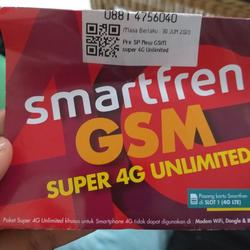 0881 4756040
Masa Berlaku : 30 JUN 2020
Pre SP New GSM
super 4G Unlimited
smartfren
GSM
SUPER 4G UNLIMITED
Pasang kartu Smartfren
di SLOT 1 (4G LTE)
Paket Super 4G Unlimited khusus untuk Smartphone 4G tidak dapat digunakan di : Modem WiFi, Dongle &